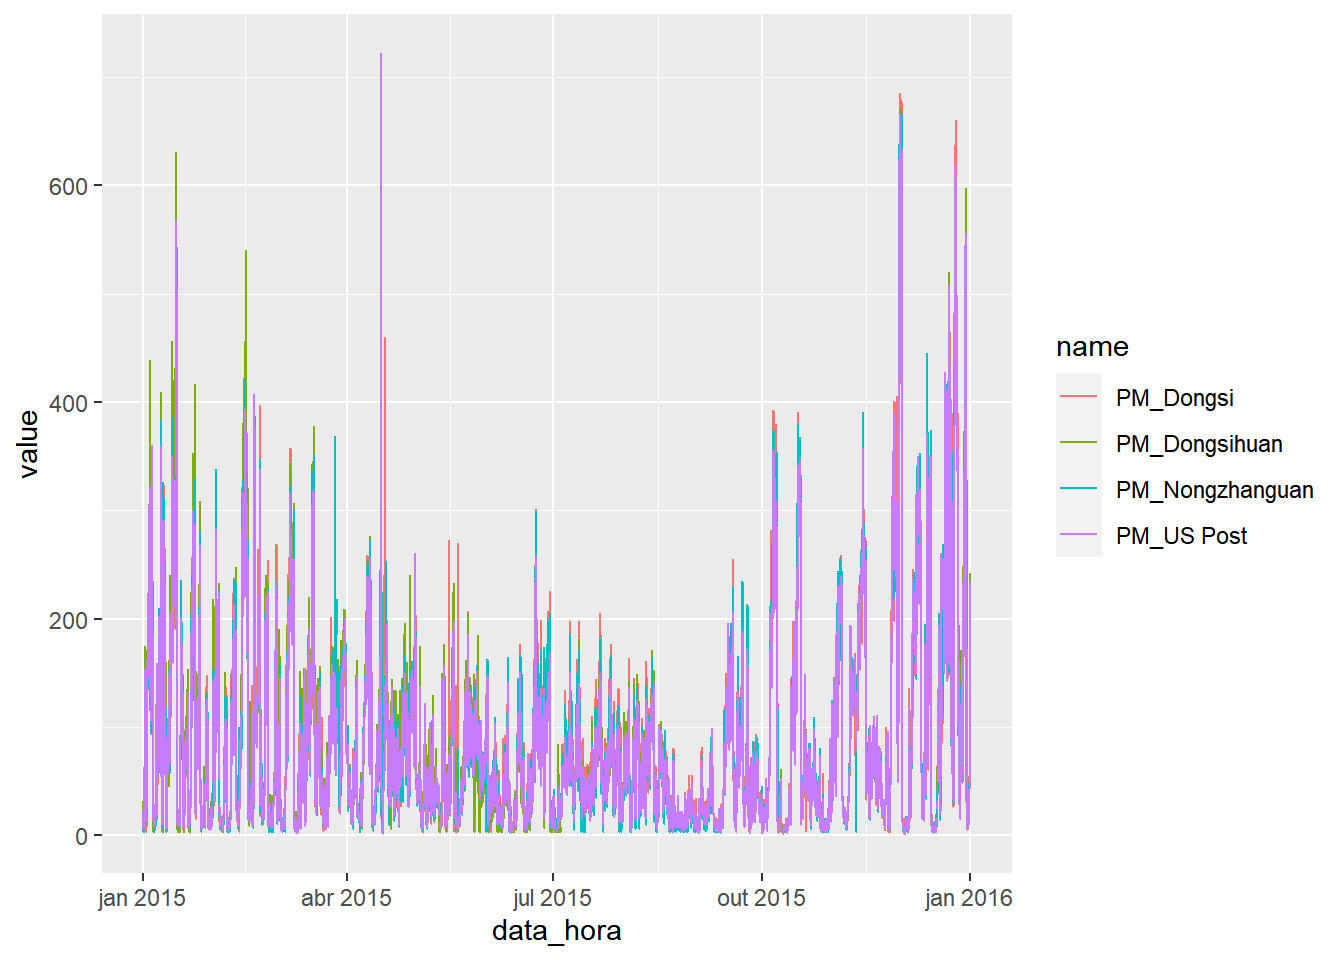 value
600
400
200
0
jan 2015
abr 2015
jul 2015
out 2015
jan 2016
data_hora
name
PM_Dongsi
PM_Dongsihuan
PM_Nongzhanguan
PM_US Post